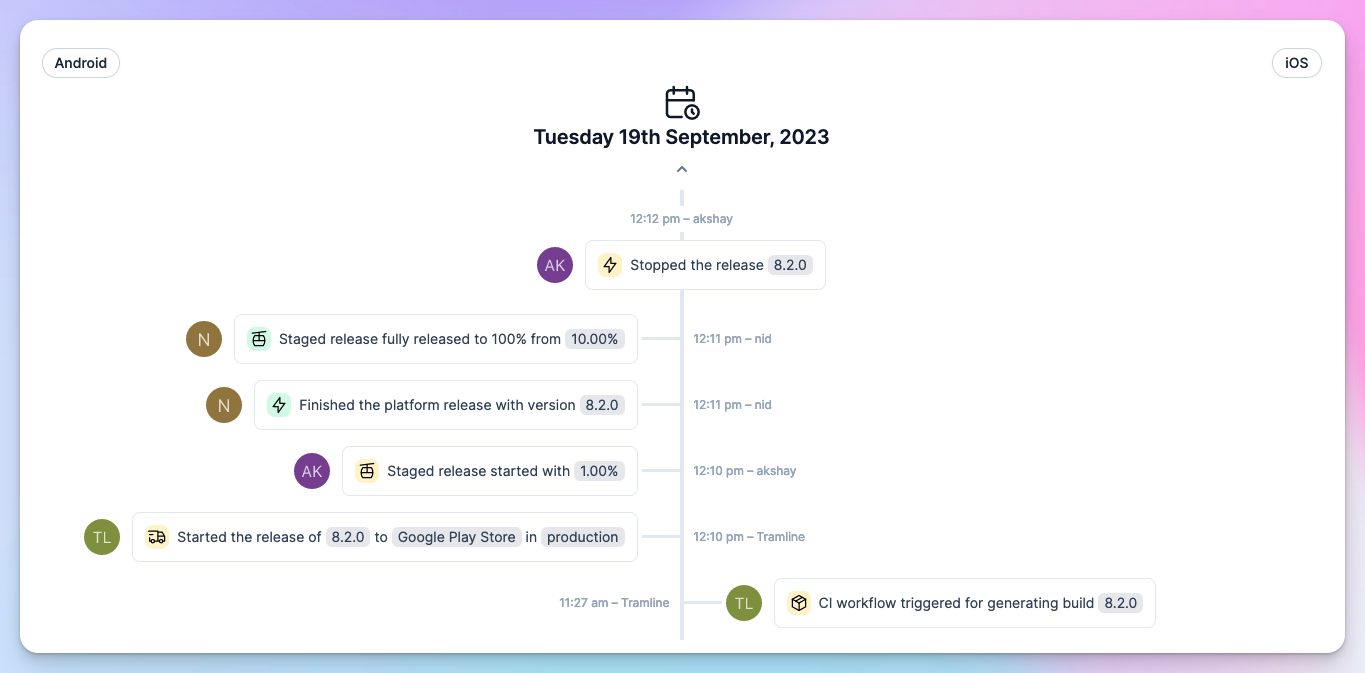 Android
iOS
Tuesday 19th September, 2023
12:12 pm – akshay
AK
Stopped the release 8.2.0
N
Staged release fully released to 100% from 10.00%
12:11 pm – nid
N
Finished the platform release with version 8.2.0
12:11 pm – nid
AK
Staged release started with 1.00%
12:10 pm – akshay
TL
Started the release of 8.2.0 to Google Play Store in production
12:10 pm – Tramline
11:27 am – Tramline
TL
CI workflow triggered for generating build 8.2.0